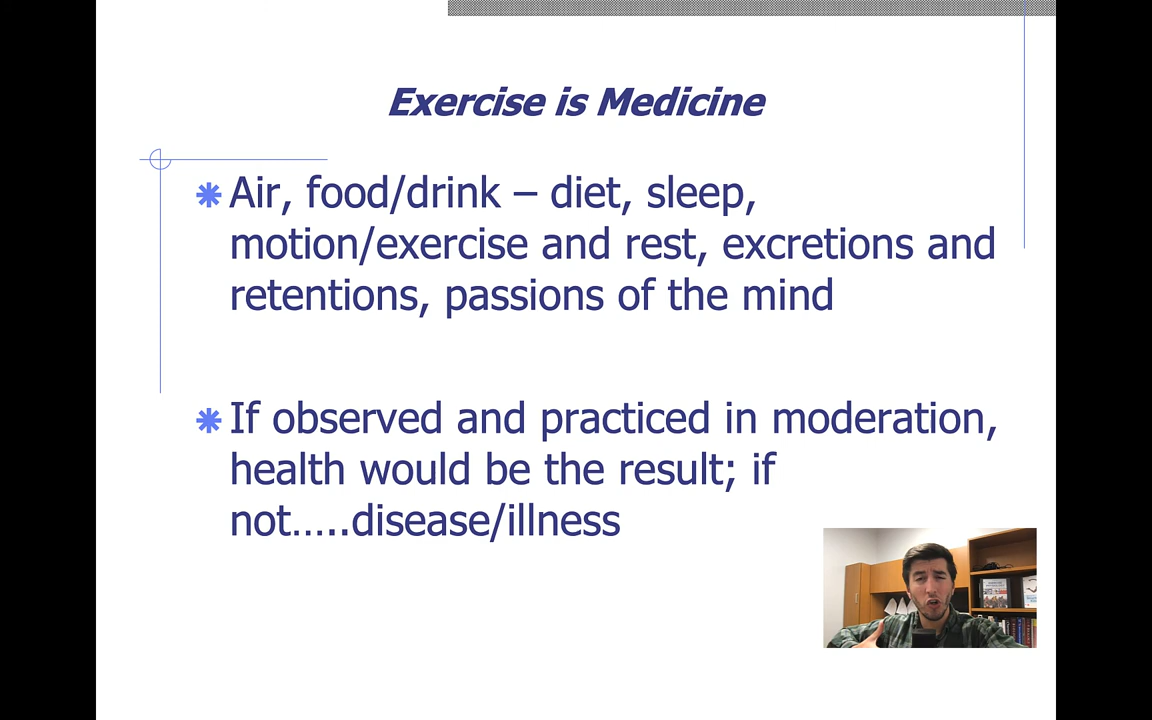 Exercise is Medicine
Air, food/drink – diet, sleep,
motion/exercise and rest, excretions and
retentions, passions of the mind
If observed and practiced in moderation,
health would be the result; if
not…..disease/illness